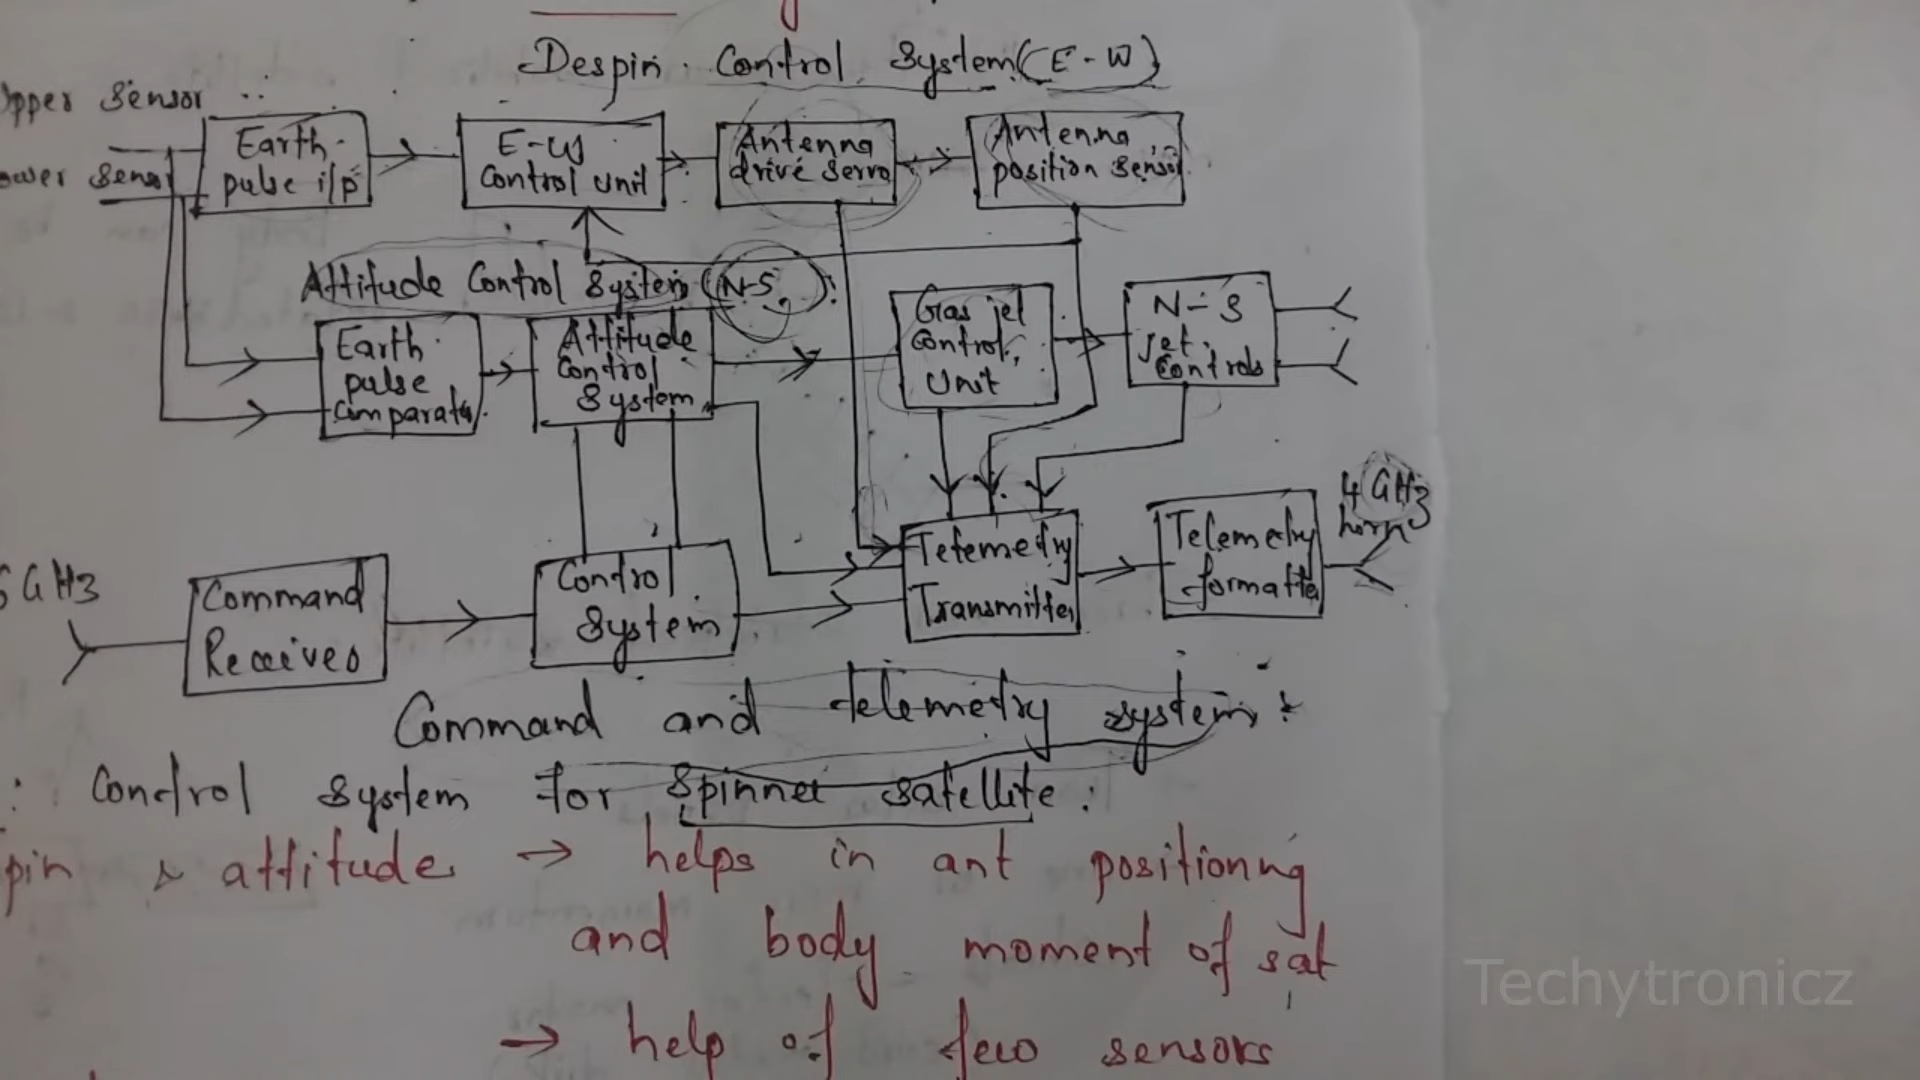 Despin Control System (E-W)
Upper Sensor
Lower Sensor
Earth
pulse i/p
E-W
Control unit
Antenna
drive servo
Antenna
position Sensor
Attitude Control System (N-S):
Earth
pulse
Comparator
Attitude
Control
System
Gas jet
Control
Unit
N-S
jet
Controls
4 GHz
horn
6 GHz
Command
Receiver
Control
System
Telemetry
Transmitter
Telemetry
formatter
Command and telemetry system:
: Control System for Spinner satellite:
pin & attitude → helps in ant positionng
and body moment of sat
→ help of few sensors
Techytronicz